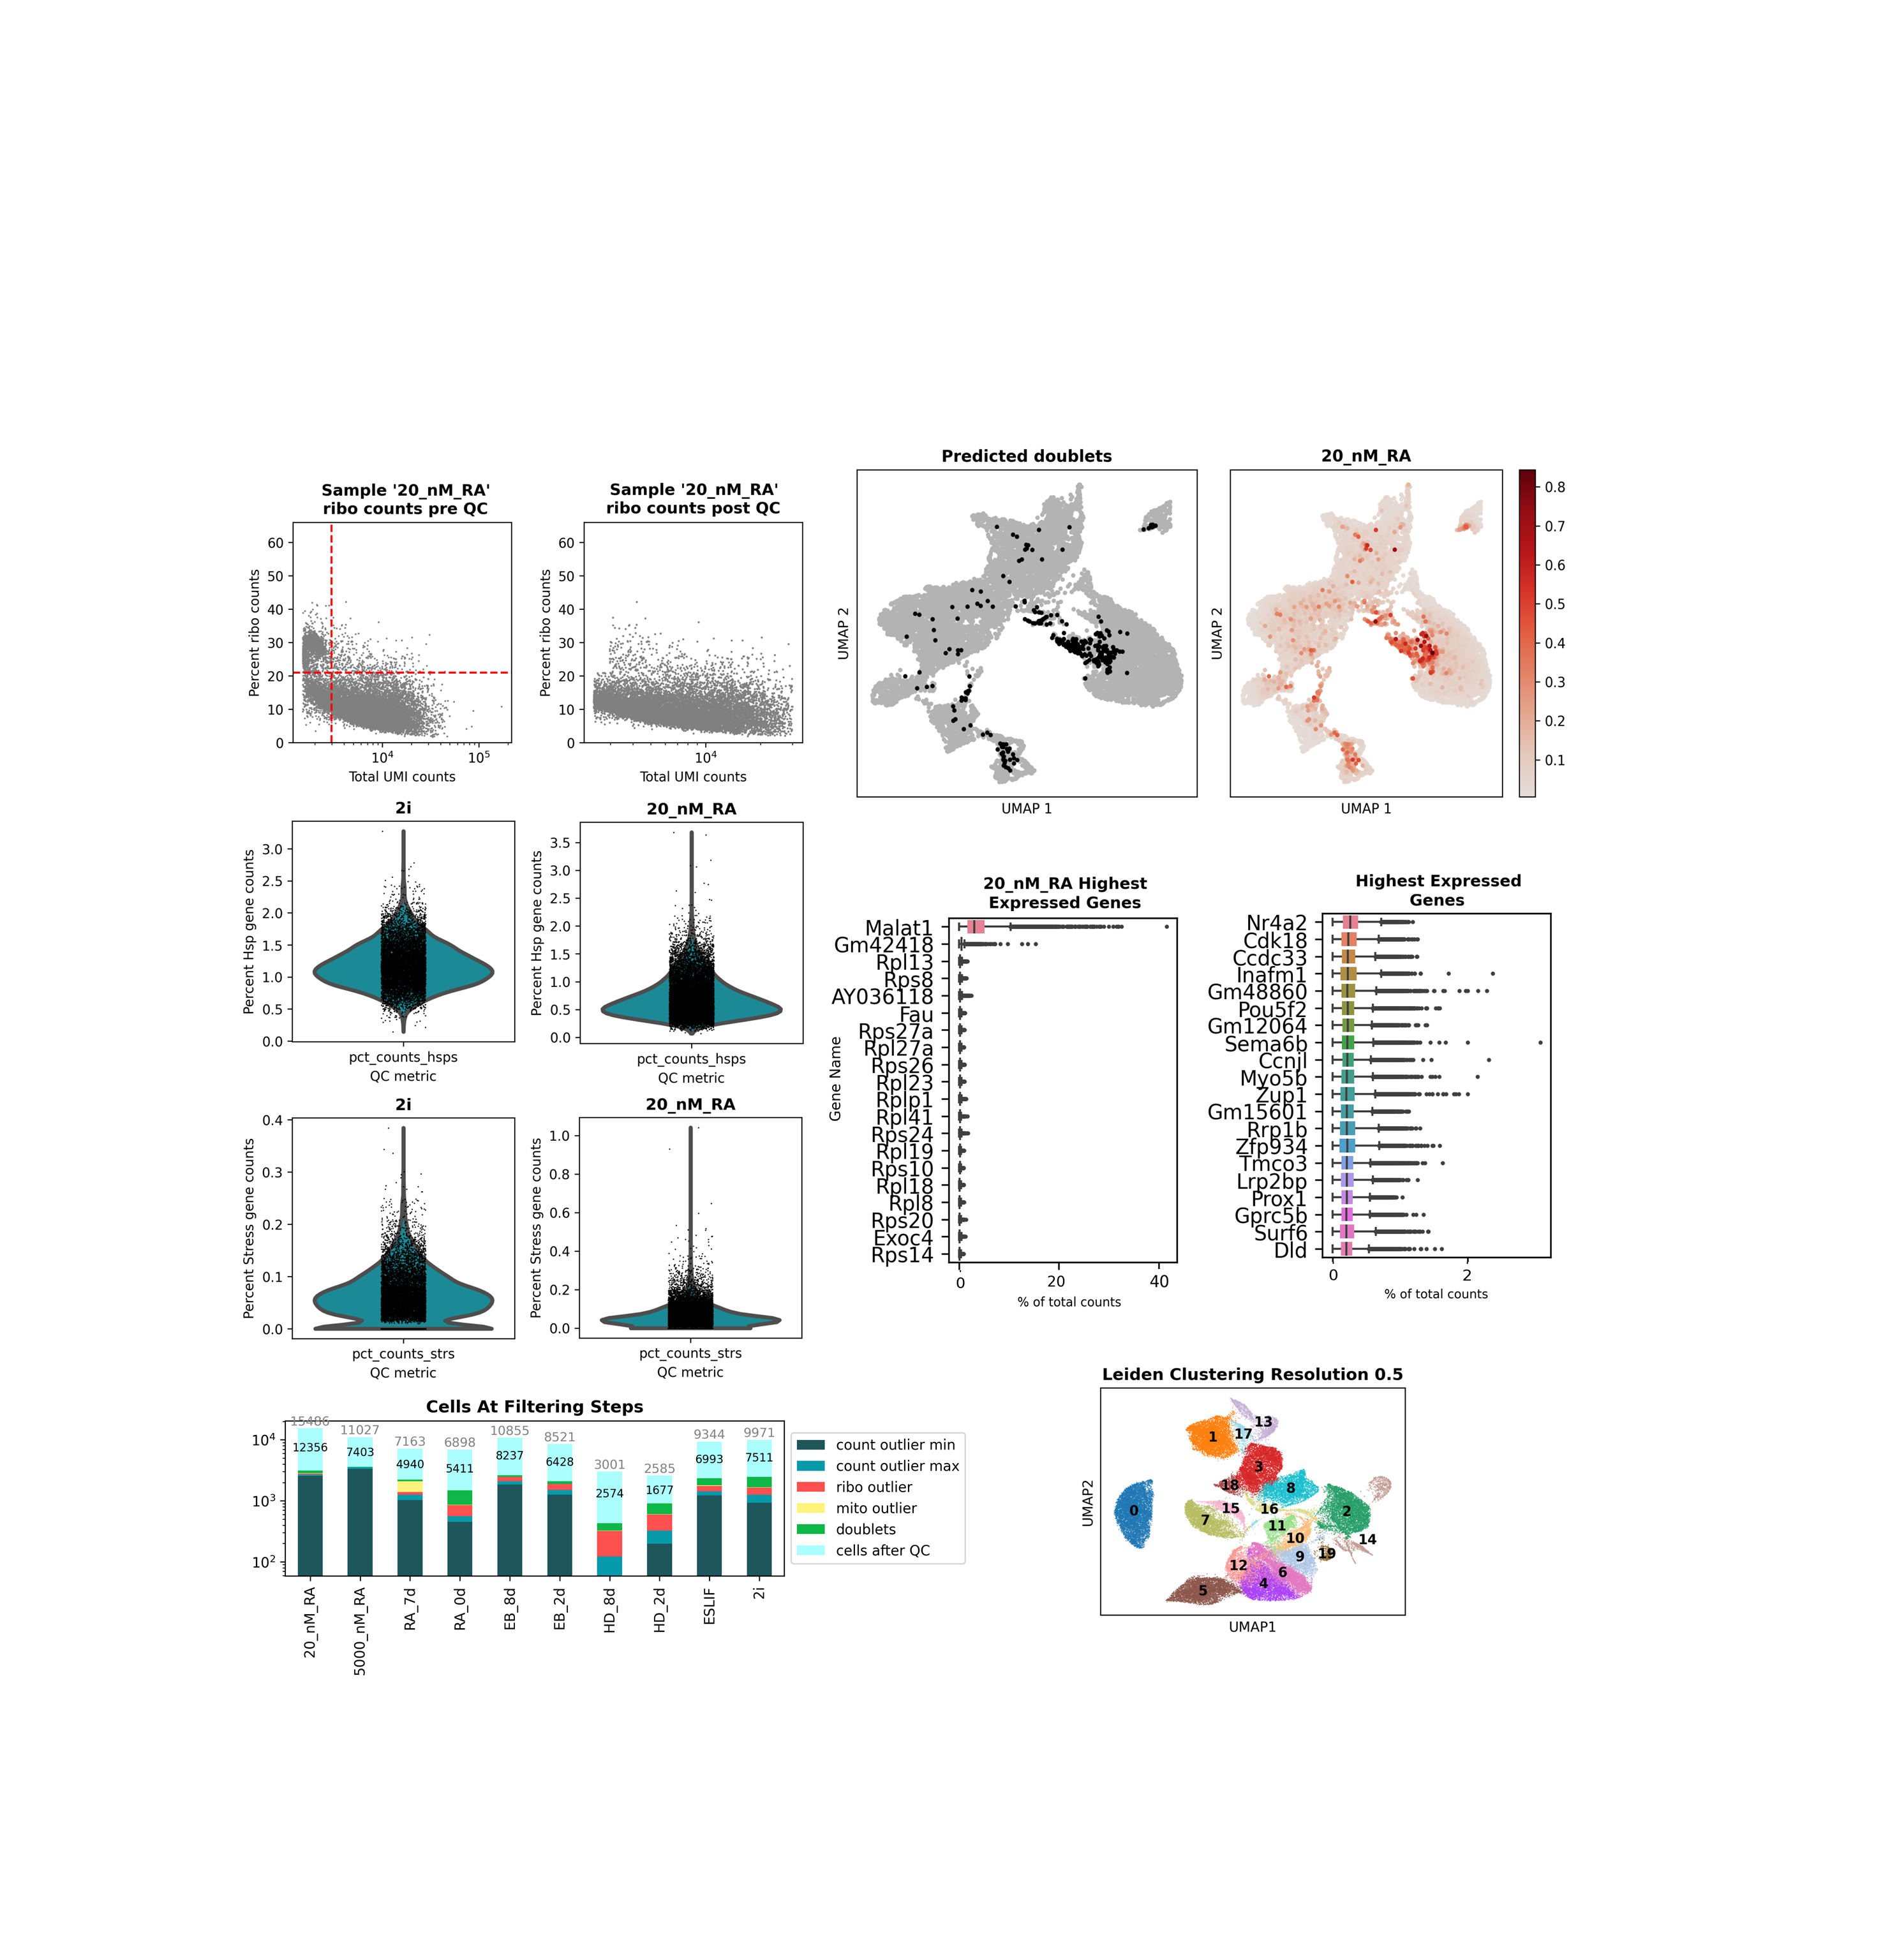 Sample '20_nM_RA'
ribo counts pre QC
Percent ribo counts
60
50
40
30
20
10
0
10⁴
10⁵
Total UMI counts
Sample '20_nM_RA'
ribo counts post QC
Percent ribo counts
60
50
40
30
20
10
0
10⁴
Total UMI counts
Predicted doublets
UMAP 2
UMAP 1
20_nM_RA
UMAP 2
UMAP 1
0.8
0.7
0.6
0.5
0.4
0.3
0.2
0.1
2i
Percent Hsp gene counts
3.0
2.5
2.0
1.5
1.0
0.5
0.0
pct_counts_hsps
QC metric
20_nM_RA
Percent Hsp gene counts
3.5
3.0
2.5
2.0
1.5
1.0
0.5
0.0
pct_counts_hsps
QC metric
2i
Percent Stress gene counts
0.4
0.3
0.2
0.1
0.0
pct_counts_strs
QC metric
20_nM_RA
Percent Stress gene counts
1.0
0.8
0.6
0.4
0.2
0.0
pct_counts_strs
QC metric
20_nM_RA Highest
Expressed Genes
Gene Name
Malat1
Gm42418
Rpl13
Rps8
AY036118
Fau
Rps27a
Rpl27a
Rps26
Rpl23
Rplp1
Rpl41
Rps24
Rpl19
Rps10
Rpl18
Rpl8
Rps20
Exoc4
Rps14
0
20
40
% of total counts
Highest Expressed
Genes
Nr4a2
Cdk18
Ccdc33
Inafm1
Gm48860
Pou5f2
Gm12064
Sema6b
Ccnjl
Myo5b
Zup1
Gm15601
Rrp1b
Zfp934
Tmco3
Lrp2bp
Prox1
Gprc5b
Surf6
Dld
0
2
% of total counts
Cells At Filtering Steps
10⁴
10³
10²
15486
11027
7163
6898
10855
8521
3001
2585
9344
9971
12356
7403
4940
5411
8237
6428
2574
1677
6993
7511
20_nM_RA
5000_nM_RA
RA_7d
RA_0d
EB_8d
EB_2d
HD_8d
HD_2d
ESLIF
2i
count outlier min
count outlier max
ribo outlier
mito outlier
doublets
cells after QC
Leiden Clustering Resolution 0.5
UMAP2
13
1
17
3
18
8
0
15
16
2
7
11
10
14
9
19
12
6
4
5
UMAP1